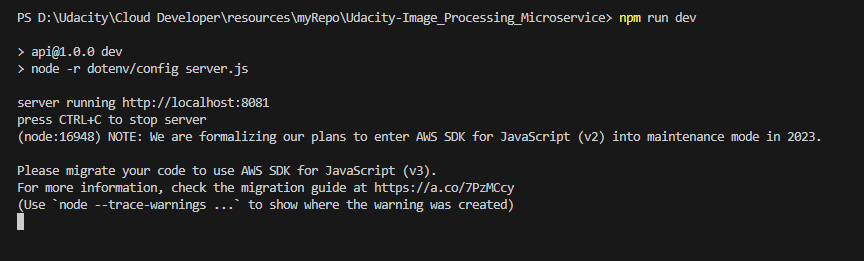 PS D:\Udacity\Cloud Developer\resources\myRepo\Udacity-Image_Processing_Microservice> npm run dev
> api@1.0.0 dev
> node -r dotenv/config server.js
server running http://localhost:8081
press CTRL+C to stop server
(node:16948) NOTE: We are formalizing our plans to enter AWS SDK for JavaScript (v2) into maintenance mode in 2023.
Please migrate your code to use AWS SDK for JavaScript (v3).
For more information, check the migration guide at https://a.co/7PzMCcy
(Use `node --trace-warnings ...` to show where the warning was created)